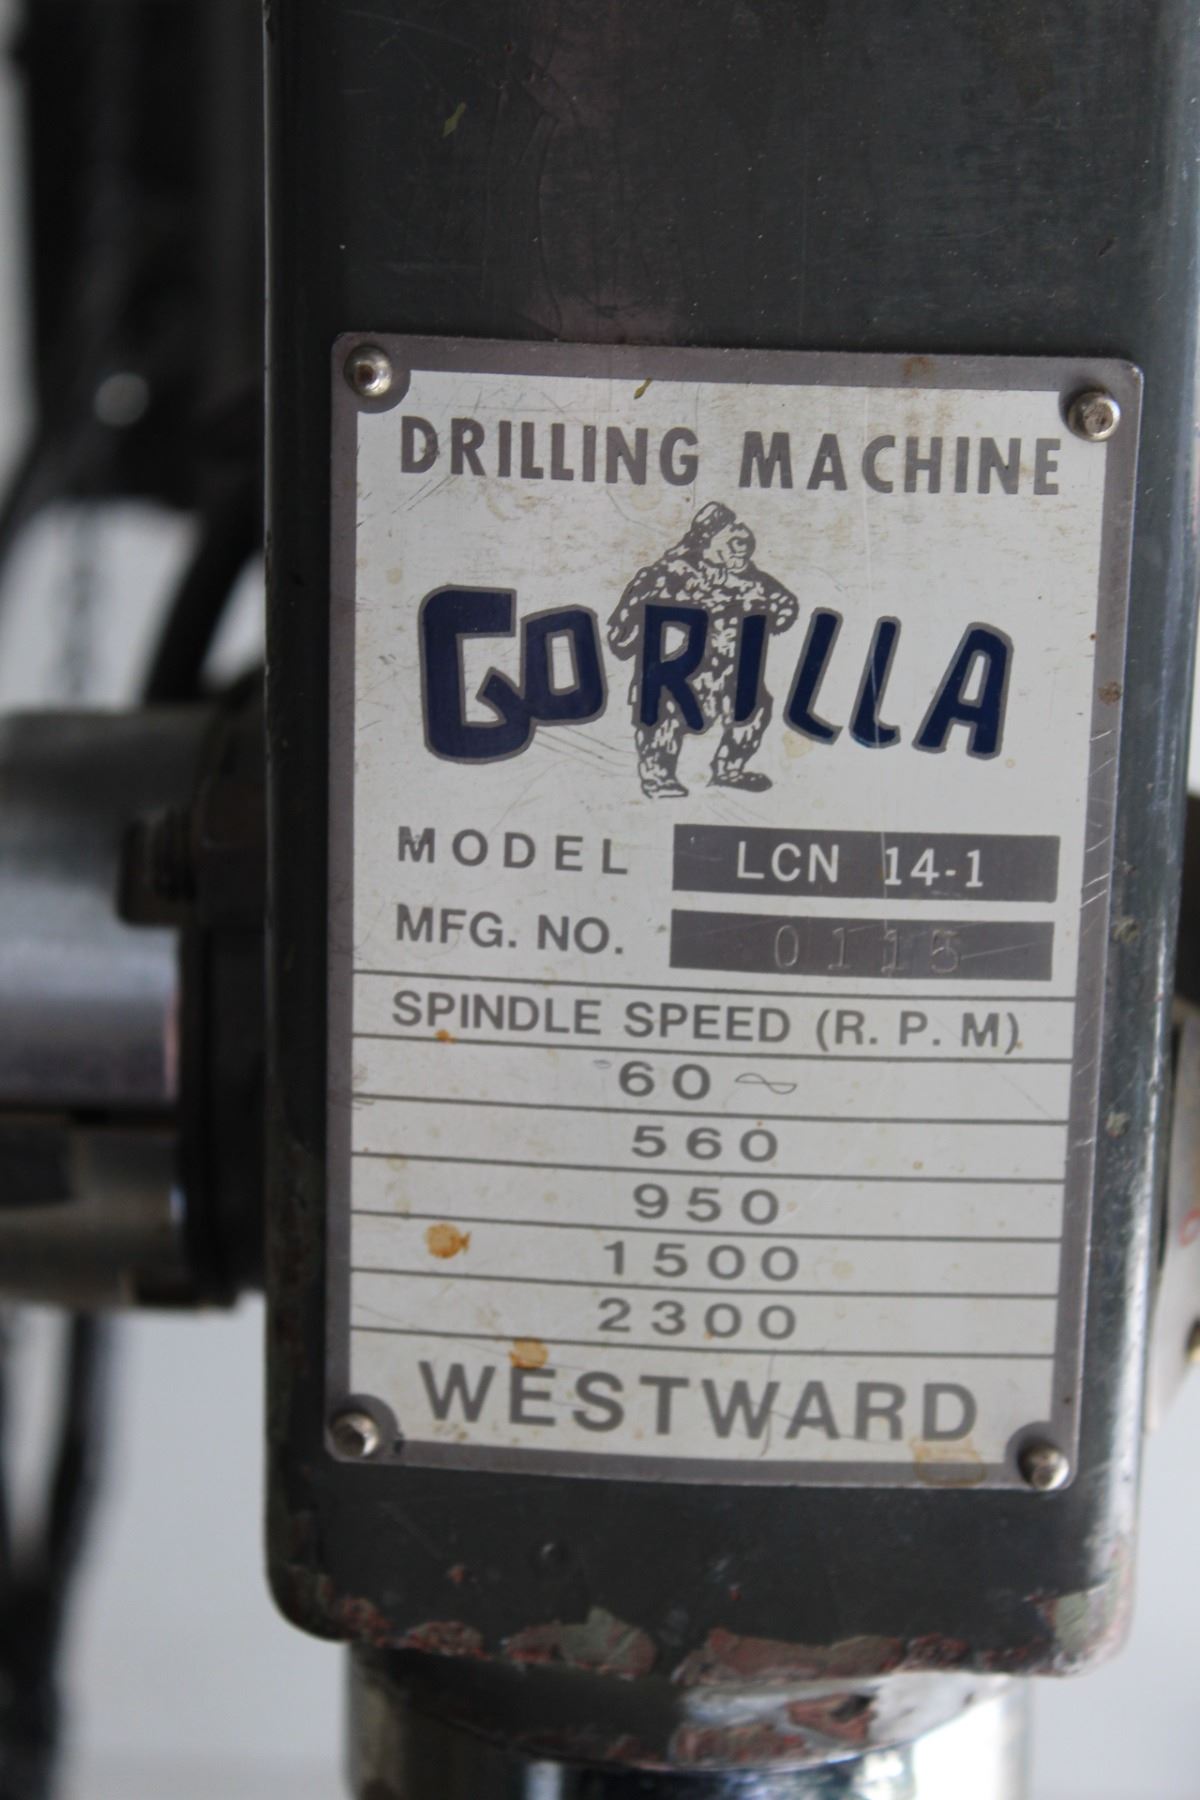 DRILLING MACHINE
GORILLA
MODEL LCN 14-1
MFG. NO. 0115
SPINDLE SPEED (R. P. M)
60 ~
560
950
1500
2300
WESTWARD